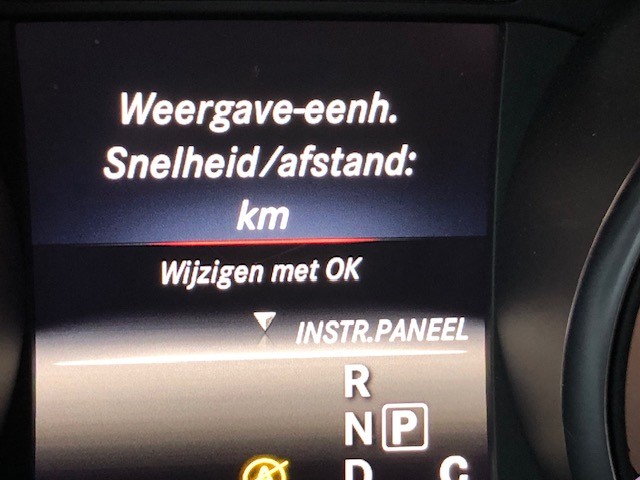 Weergave-eenh.
Snelheid/afstand:
km
Wijzigen met OK
INSTR.PANEEL
R
N P
D C